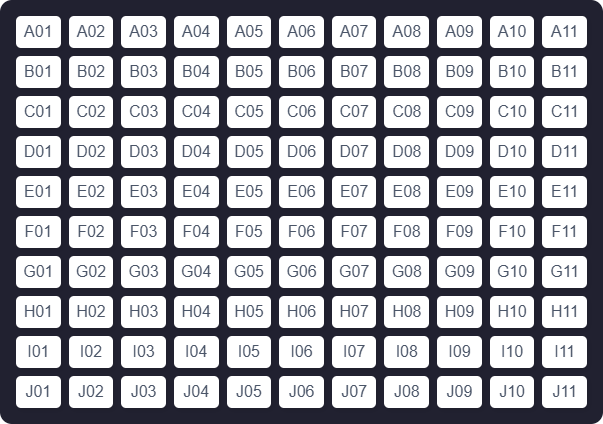 A01 A02 A03 A04 A05 A06 A07 A08 A09 A10 A11
B01 B02 B03 B04 B05 B06 B07 B08 B09 B10 B11
C01 C02 C03 C04 C05 C06 C07 C08 C09 C10 C11
D01 D02 D03 D04 D05 D06 D07 D08 D09 D10 D11
E01 E02 E03 E04 E05 E06 E07 E08 E09 E10 E11
F01 F02 F03 F04 F05 F06 F07 F08 F09 F10 F11
G01 G02 G03 G04 G05 G06 G07 G08 G09 G10 G11
H01 H02 H03 H04 H05 H06 H07 H08 H09 H10 H11
I01 I02 I03 I04 I05 I06 I07 I08 I09 I10 I11
J01 J02 J03 J04 J05 J06 J07 J08 J09 J10 J11